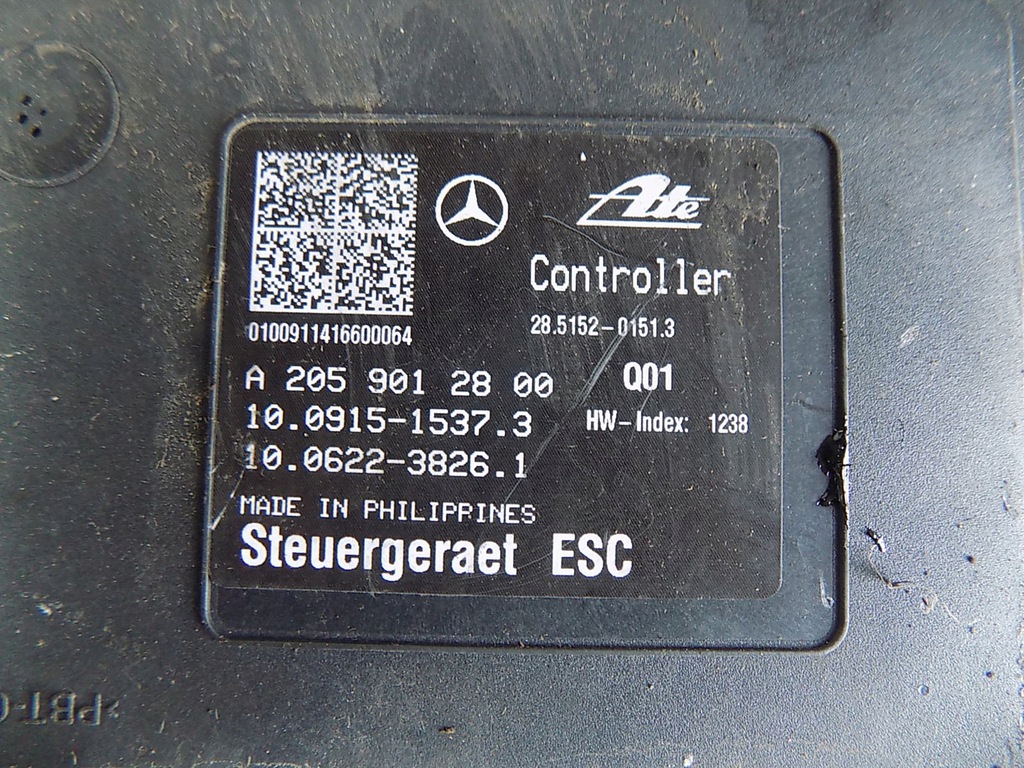 Ate
Controller
28.5152-0151.3
0100911416600064
A 205 901 28 00
Q01
10.0915-1537.3
HW-Index: 1238
10.0622-3826.1
MADE IN PHILIPPINES
Steuergeraet ESC
>PBT-